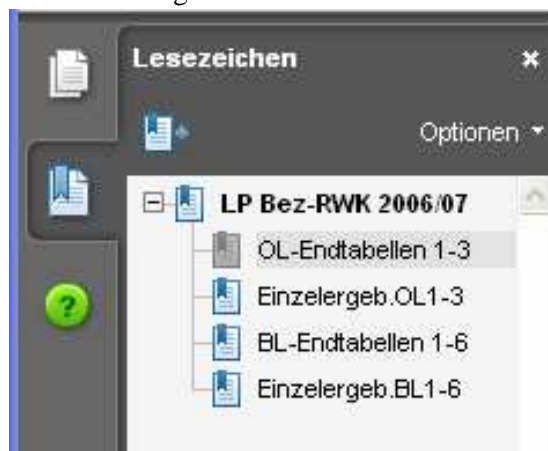 Lesezeichen
Optionen
LP Bez-RWK 2006/07
OL-Endtabellen 1-3
Einzelergeb.OL1-3
BL-Endtabellen 1-6
Einzelergeb.BL1-6